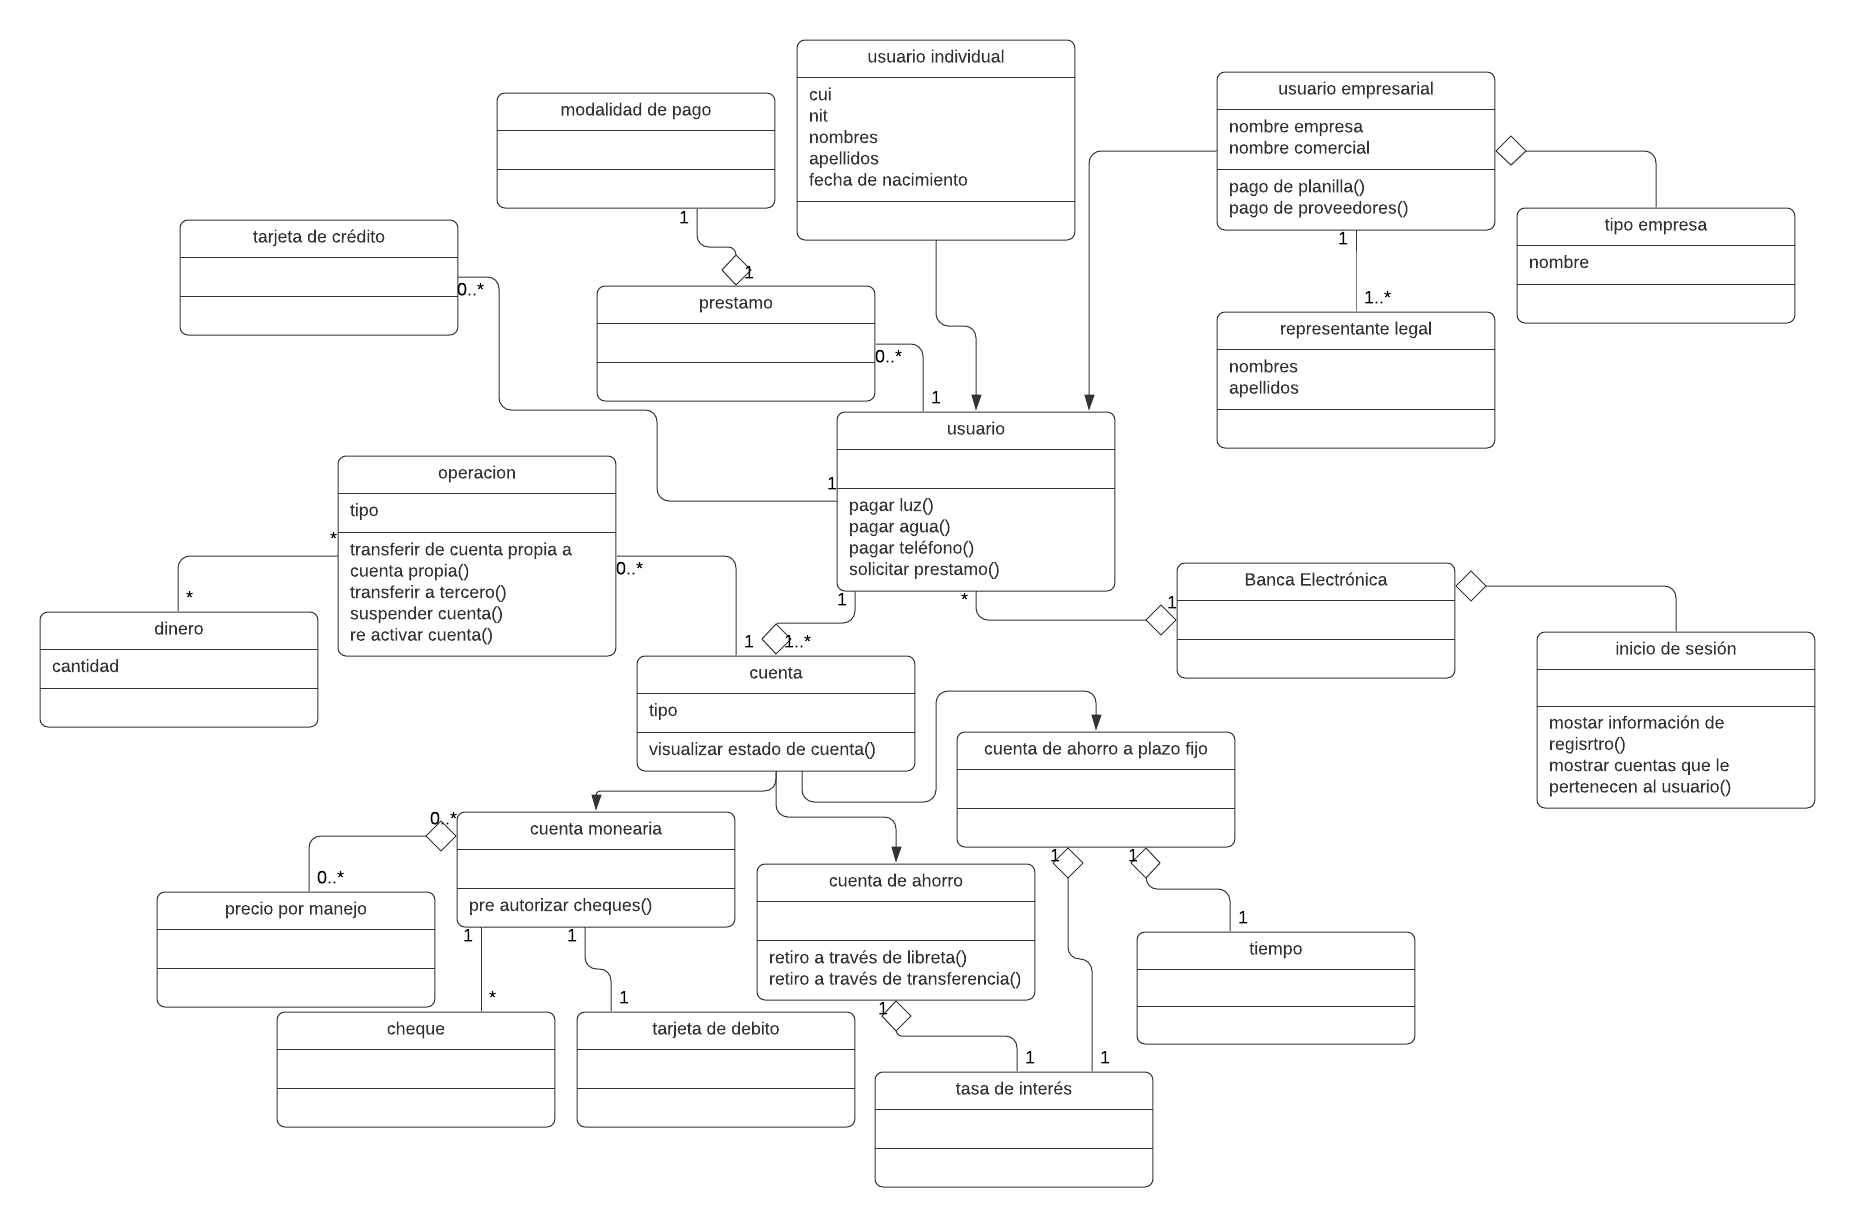 usuario individual
cui
nit
nombres
apellidos
fecha de nacimiento
usuario empresarial
nombre empresa
nombre comercial
pago de planilla()
pago de proveedores()
modalidad de pago
1
1
tarjeta de crédito
0..*
prestamo
0..*
1
1
1..*
tipo empresa
nombre
representante legal
nombres
apellidos
usuario
1
pagar luz()
pagar agua()
pagar teléfono()
solicitar prestamo()
1
*
operacion
tipo
transferir de cuenta propia a
cuenta propia()
transferir a tercero()
suspender cuenta()
re activar cuenta()
*
*
0..*
dinero
cantidad
1
1..*
Banca Electrónica
1
inicio de sesión
mostar información de
regisrtro()
mostrar cuentas que le
pertenecen al usuario()
cuenta
tipo
visualizar estado de cuenta()
cuenta de ahorro a plazo fijo
1
1
0..*
cuenta monearia
pre autorizar cheques()
0..*
1
1
precio por manejo
cuenta de ahorro
retiro a través de libreta()
retiro a través de transferencia()
1
1
tiempo
*
1
cheque
tarjeta de debito
1
1
tasa de interés